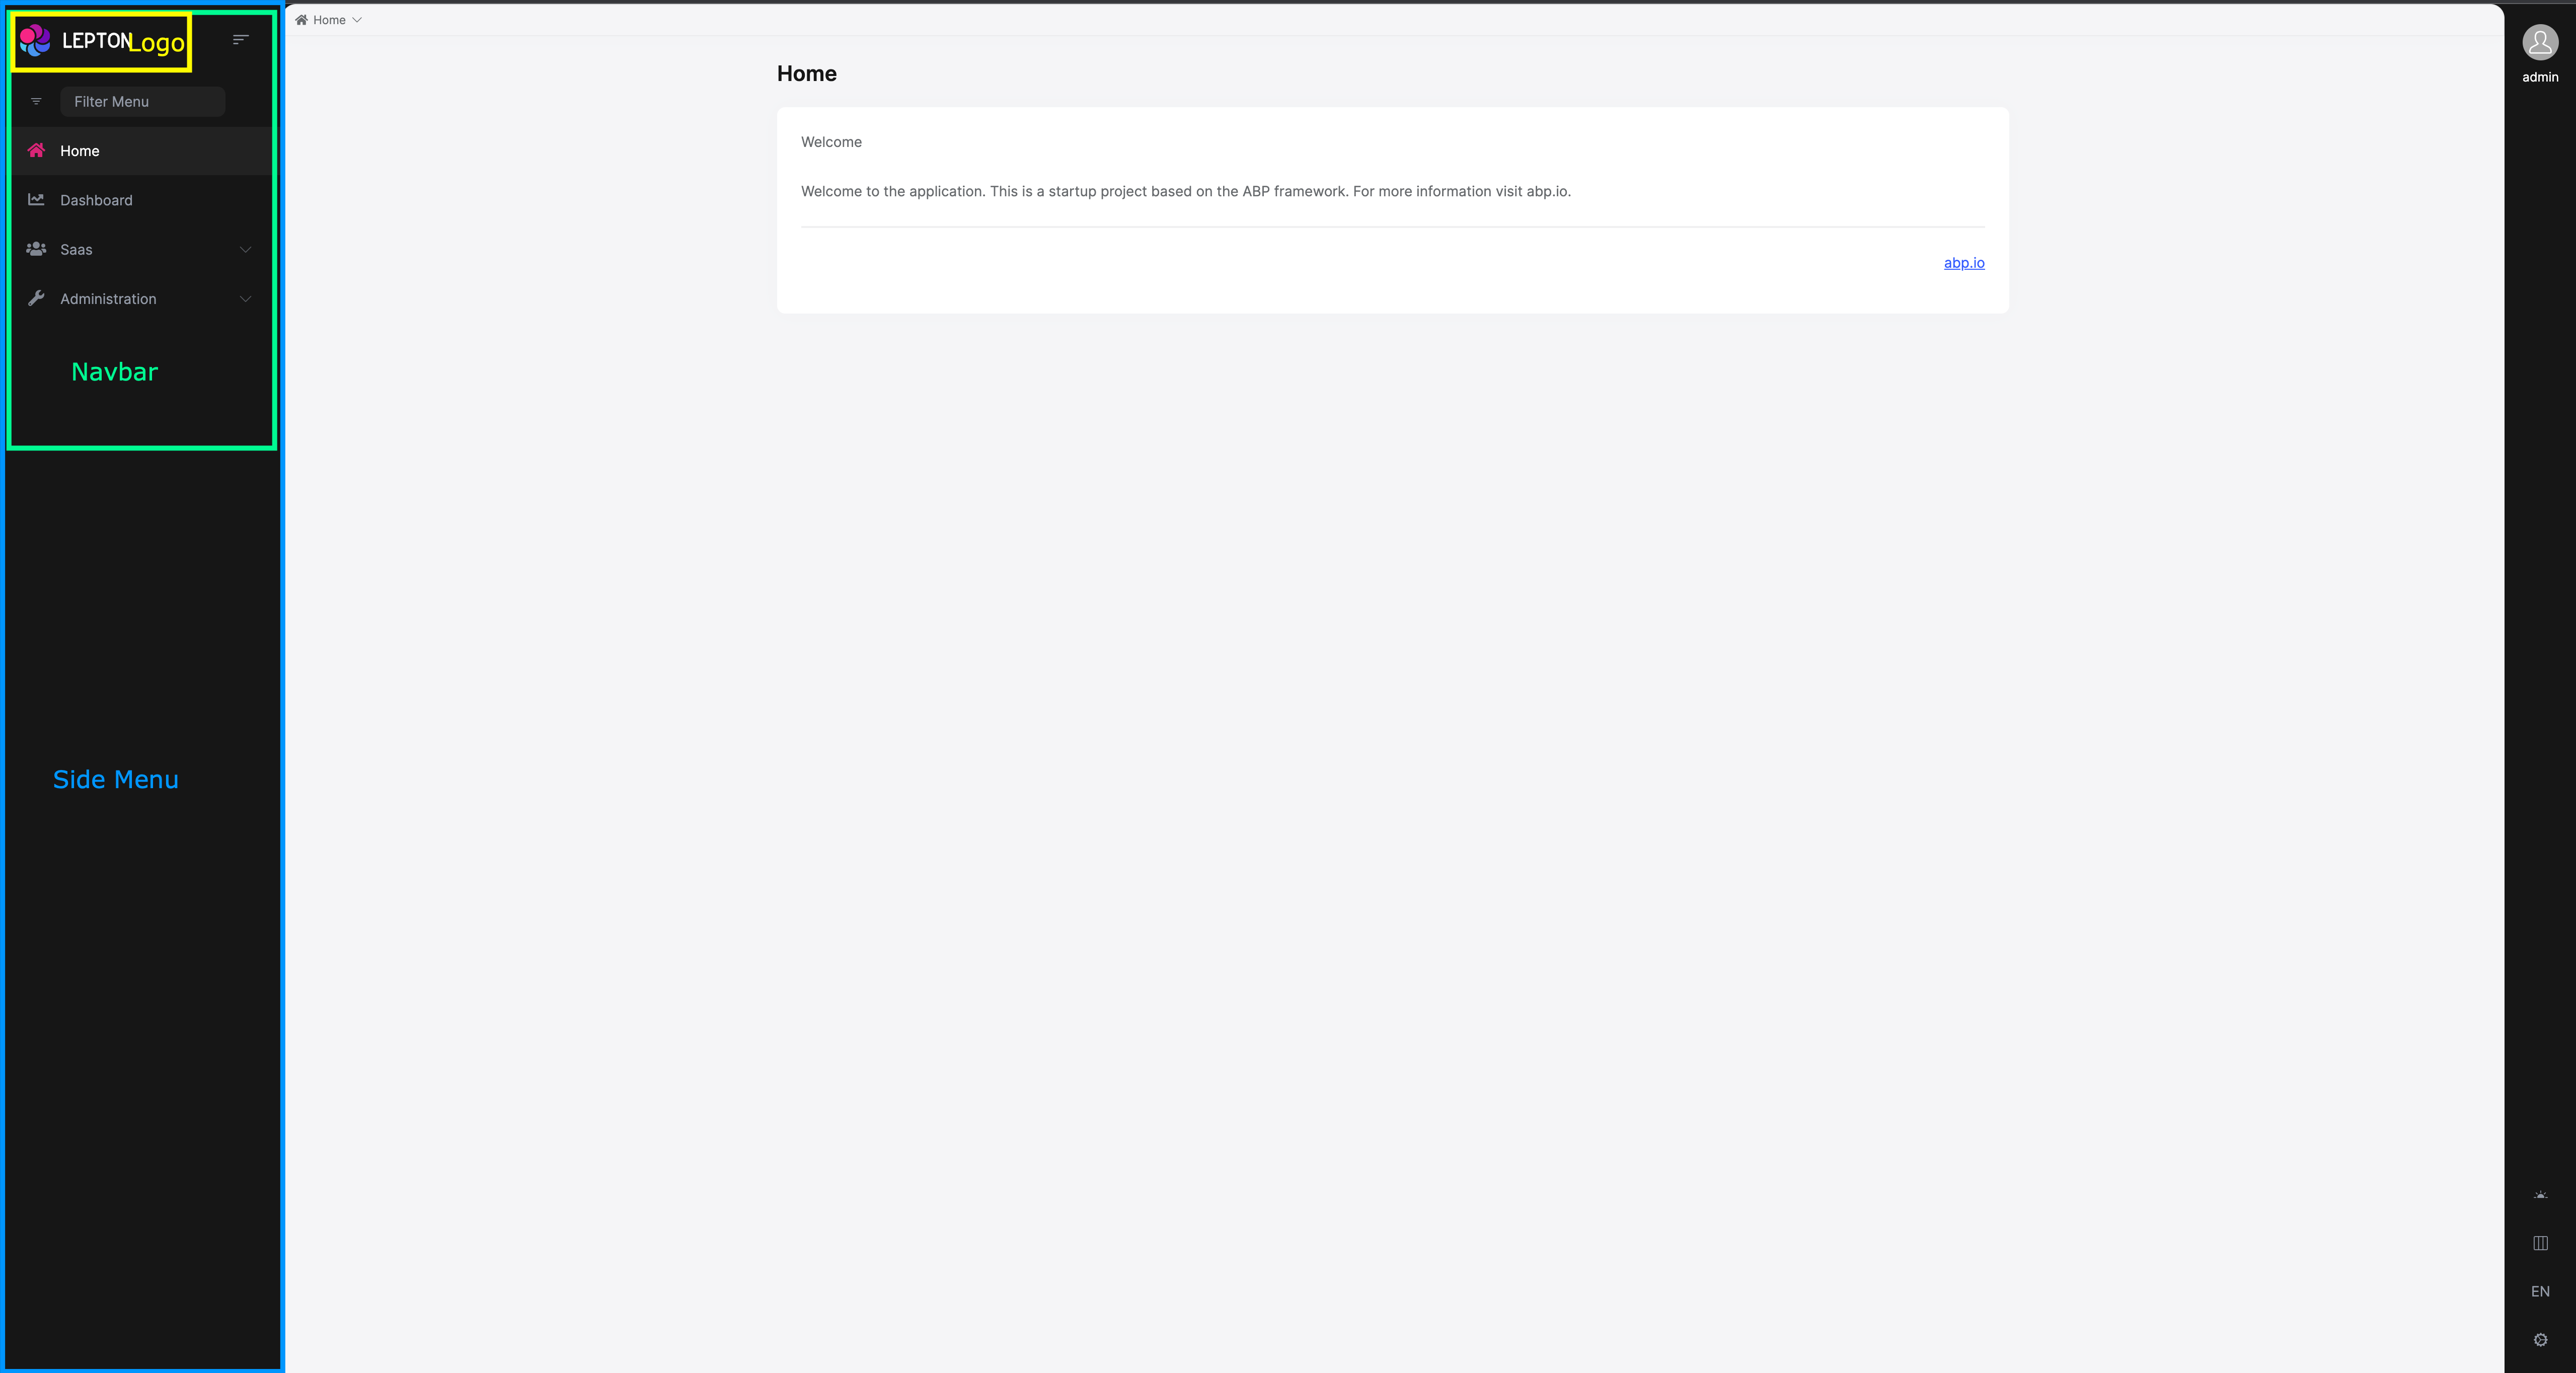 LEPTON
Logo
Filter Menu
Home
Dashboard
Saas
Administration
Navbar
Side Menu
Home
Home
Welcome
Welcome to the application. This is a startup project based on the ABP framework. For more information visit abp.io.
abp.io
admin
EN